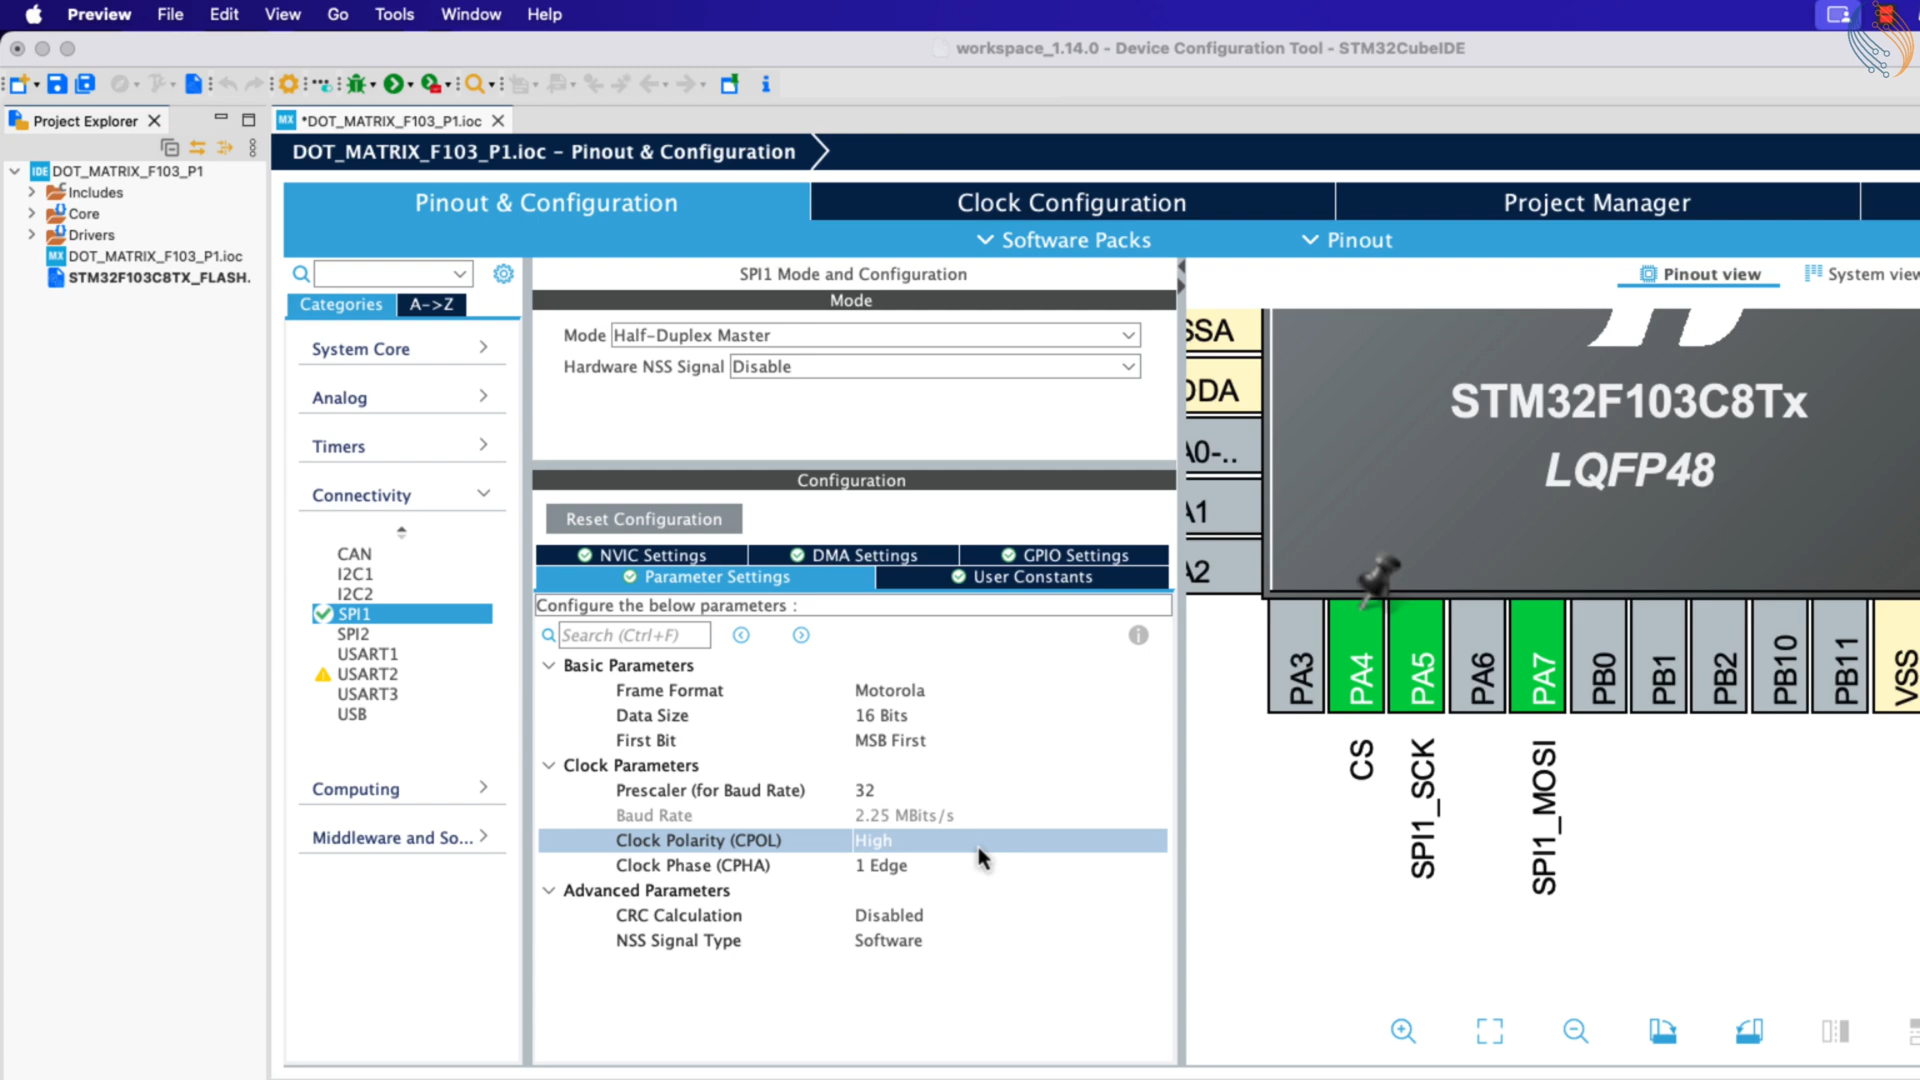 Preview File Edit View Go Tools Window Help
workspace_1.14.0 - Device Configuration Tool - STM32CubeIDE
Project Explorer
*DOT_MATRIX_F103_P1.ioc
DOT_MATRIX_F103_P1.ioc - Pinout & Configuration
IDE DOT_MATRIX_F103_P1
Includes
Core
Drivers
MX DOT_MATRIX_F103_P1.ioc
STM32F103C8TX_FLASH.
Pinout & Configuration
Clock Configuration
Project Manager
Software Packs
Pinout
Categories
A->Z
System Core
Analog
Timers
Connectivity
CAN
I2C1
I2C2
SPI1
SPI2
USART1
USART2
USART3
USB
Computing
Middleware and So...
SPI1 Mode and Configuration
Mode
Mode Half-Duplex Master
Hardware NSS Signal Disable
Configuration
Reset Configuration
NVIC Settings
DMA Settings
GPIO Settings
Parameter Settings
User Constants
Configure the below parameters :
Search (Ctrl+F)
Basic Parameters
Frame Format Motorola
Data Size 16 Bits
First Bit MSB First
Clock Parameters
Prescaler (for Baud Rate) 32
Baud Rate 2.25 MBits/s
Clock Polarity (CPOL) High
Clock Phase (CPHA) 1 Edge
Advanced Parameters
CRC Calculation Disabled
NSS Signal Type Software
Pinout view
System view
SSA
DDA
A0-..
A1
A2
STM32F103C8Tx
LQFP48
PA3
PA4
PA5
PA6
PA7
PB0
PB1
PB2
PB10
PB11
VSS
CS
SPI1_SCK
SPI1_MOSI